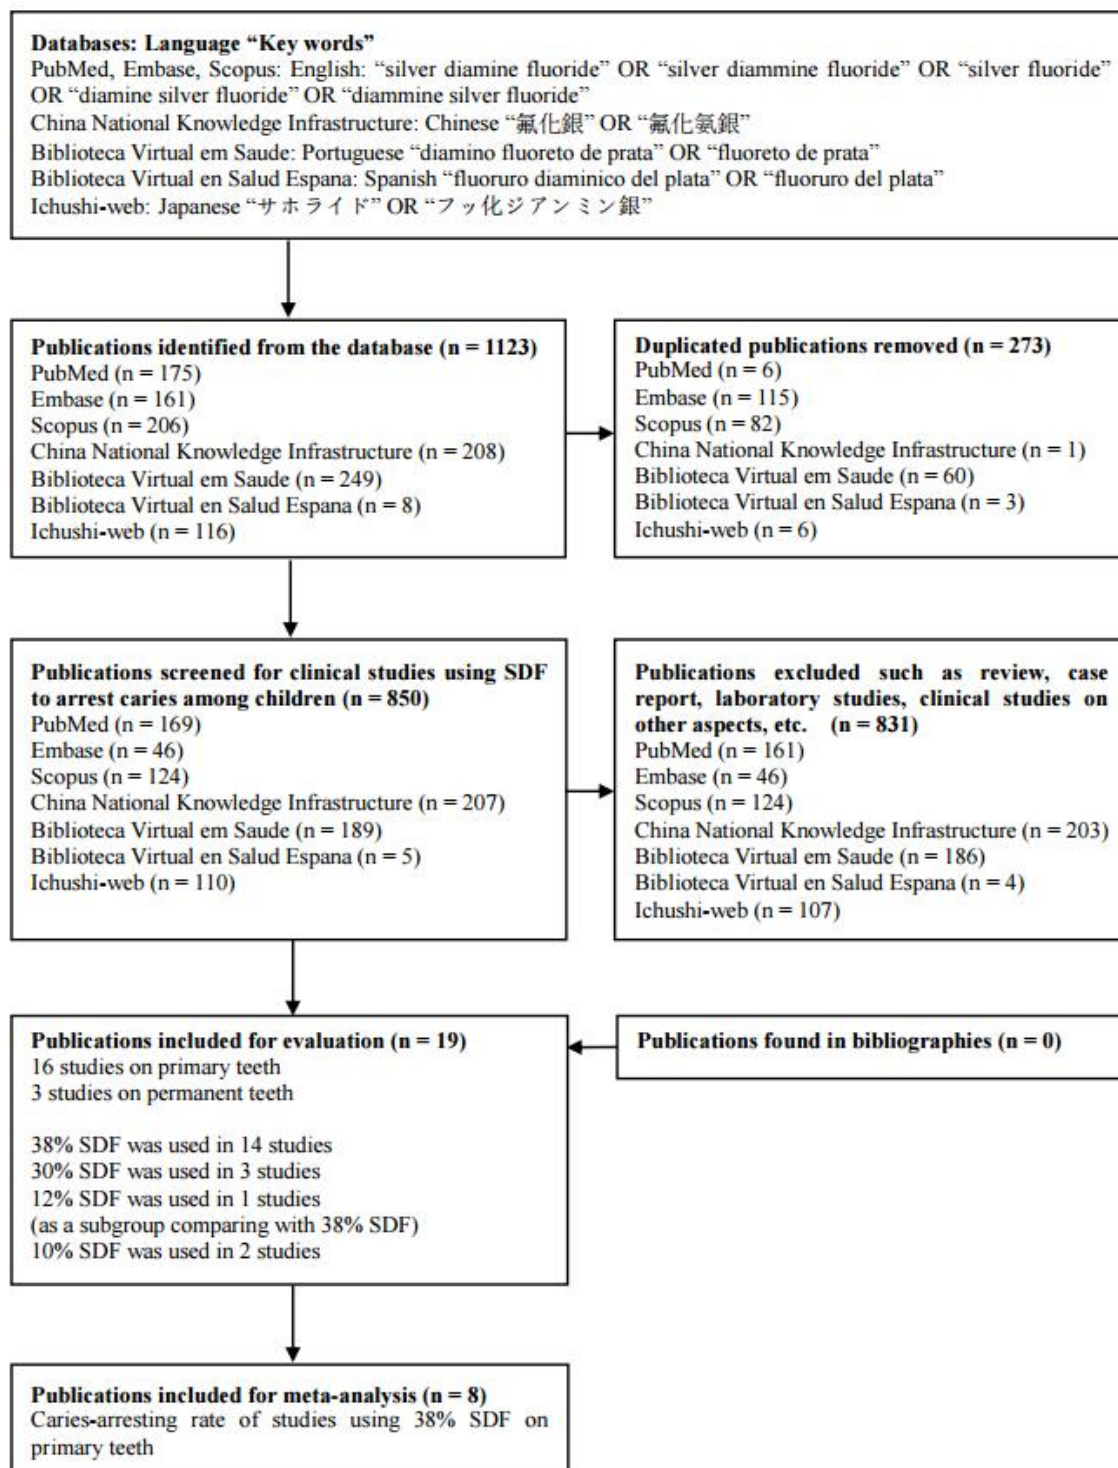 Databases: Language “Key words”
PubMed, Embase, Scopus: English: “silver diamine fluoride” OR “silver diammine fluoride” OR “silver fluoride”
OR “diamine silver fluoride” OR “diammine silver fluoride”
China National Knowledge Infrastructure: Chinese “氟化銀” OR “氟化氨銀”
Biblioteca Virtual em Saude: Portuguese “diamino fluoreto de prata” OR “fluoreto de prata”
Biblioteca Virtual en Salud Espana: Spanish “fluoruro diaminico del plata” OR “fluoruro del plata”
Ichushi-web: Japanese “サホライド” OR “フッ化ジアンミン銀”
Publications identified from the database (n = 1123)
PubMed (n = 175)
Embase (n = 161)
Scopus (n = 206)
China National Knowledge Infrastructure (n = 208)
Biblioteca Virtual em Saude (n = 249)
Biblioteca Virtual en Salud Espana (n = 8)
Ichushi-web (n = 116)
Duplicated publications removed (n = 273)
PubMed (n = 6)
Embase (n = 115)
Scopus (n = 82)
China National Knowledge Infrastructure (n = 1)
Biblioteca Virtual em Saude (n = 60)
Biblioteca Virtual en Salud Espana (n = 3)
Ichushi-web (n = 6)
Publications screened for clinical studies using SDF
to arrest caries among children (n = 850)
PubMed (n = 169)
Embase (n = 46)
Scopus (n = 124)
China National Knowledge Infrastructure (n = 207)
Biblioteca Virtual em Saude (n = 189)
Biblioteca Virtual en Salud Espana (n = 5)
Ichushi-web (n = 110)
Publications excluded such as review, case
report, laboratory studies, clinical studies on
other aspects, etc. (n = 831)
PubMed (n = 161)
Embase (n = 46)
Scopus (n = 124)
China National Knowledge Infrastructure (n = 203)
Biblioteca Virtual em Saude (n = 186)
Biblioteca Virtual en Salud Espana (n = 4)
Ichushi-web (n = 107)
Publications included for evaluation (n = 19)
16 studies on primary teeth
3 studies on permanent teeth
38% SDF was used in 14 studies
30% SDF was used in 3 studies
12% SDF was used in 1 studies
(as a subgroup comparing with 38% SDF)
10% SDF was used in 2 studies
Publications found in bibliographies (n = 0)
Publications included for meta-analysis (n = 8)
Caries-arresting rate of studies using 38% SDF on
primary teeth